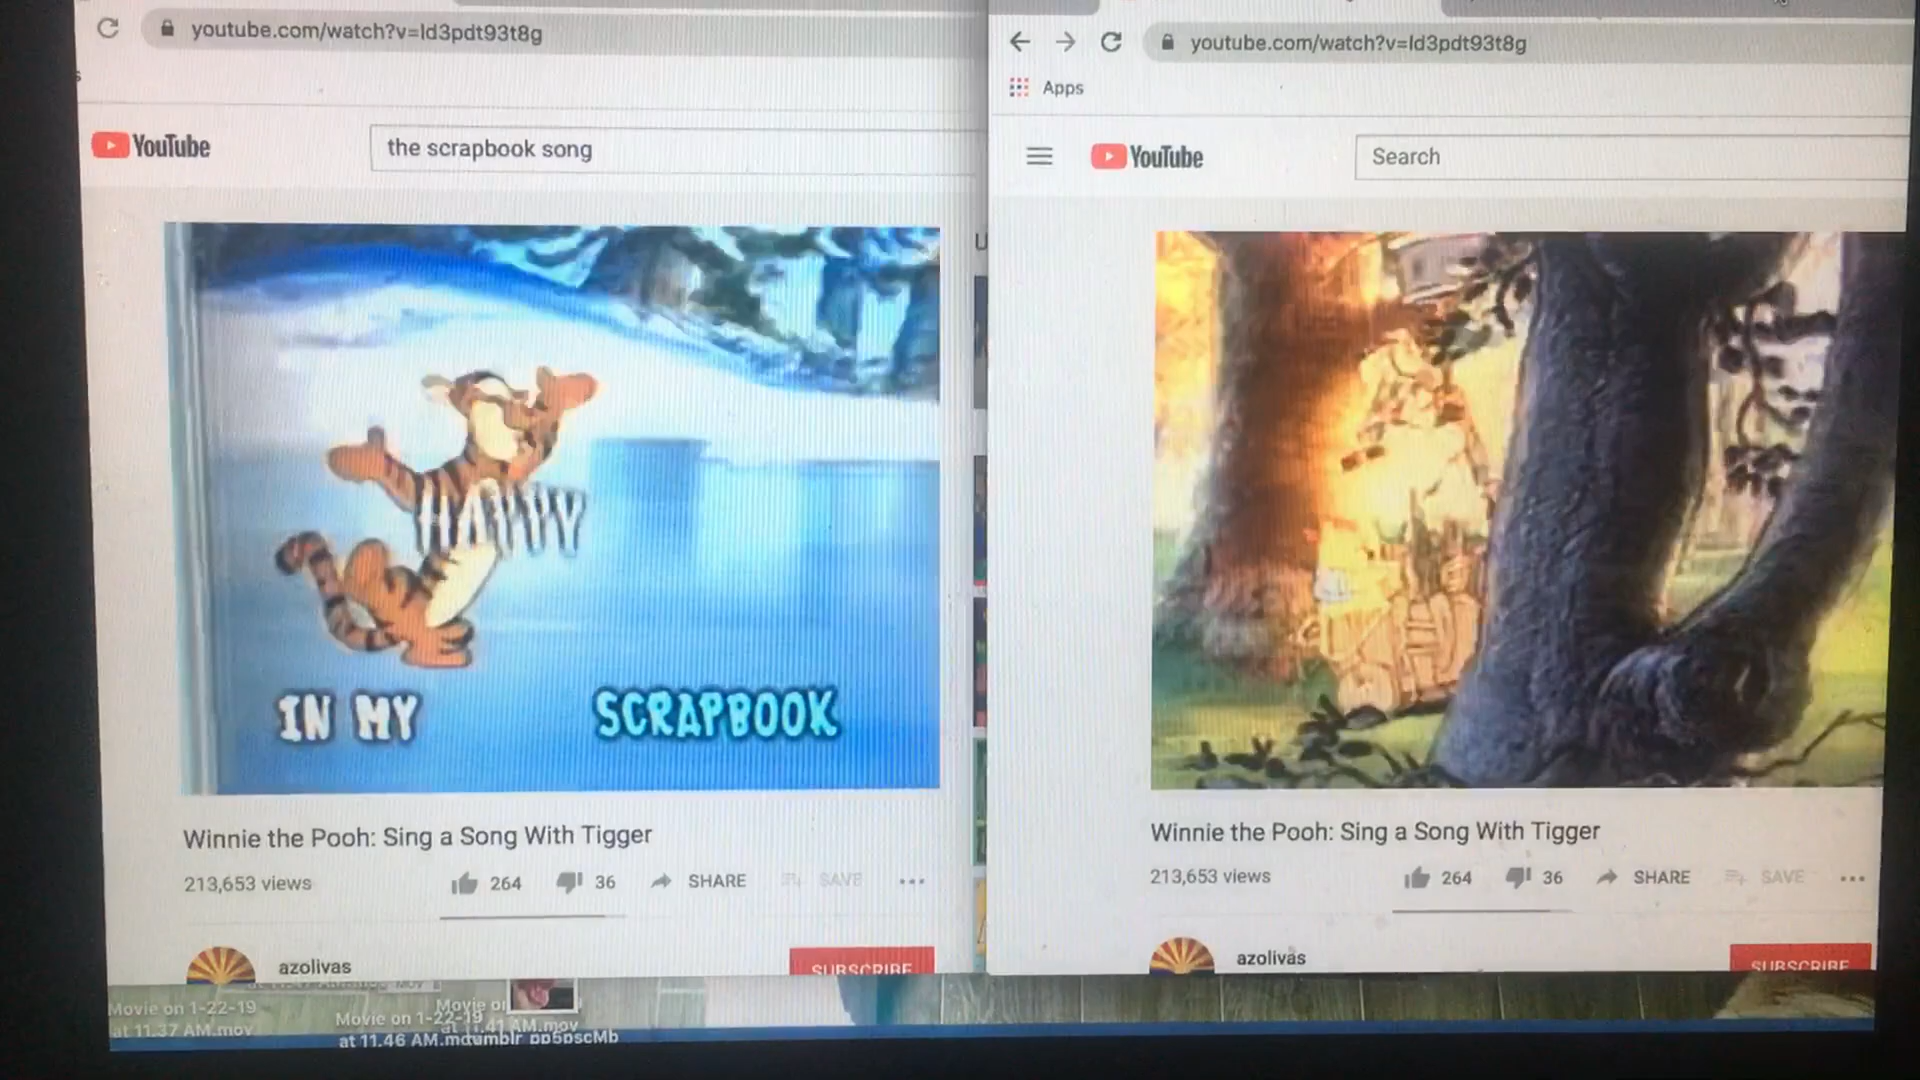 youtube.com/watch?v=ld3pdt93t8g
YouTube
the scrapbook song
HAPPY
IN MY SCRAPBOOK
Winnie the Pooh: Sing a Song With Tigger
213,653 views
264
36
SHARE
SAVE
azolivas
SUBSCRIBE
youtube.com/watch?v=ld3pdt93t8g
Apps
YouTube
Search
Winnie the Pooh: Sing a Song With Tigger
213,653 views
264
36
SHARE
SAVE
azolivas
SUBSCRIBE
Movie on 1-22-19
at 11.37 AM.mov
Movie on 1-22-19
at 11.46 AM.m
Movie on
at 11.41 AM.mov
tumblr